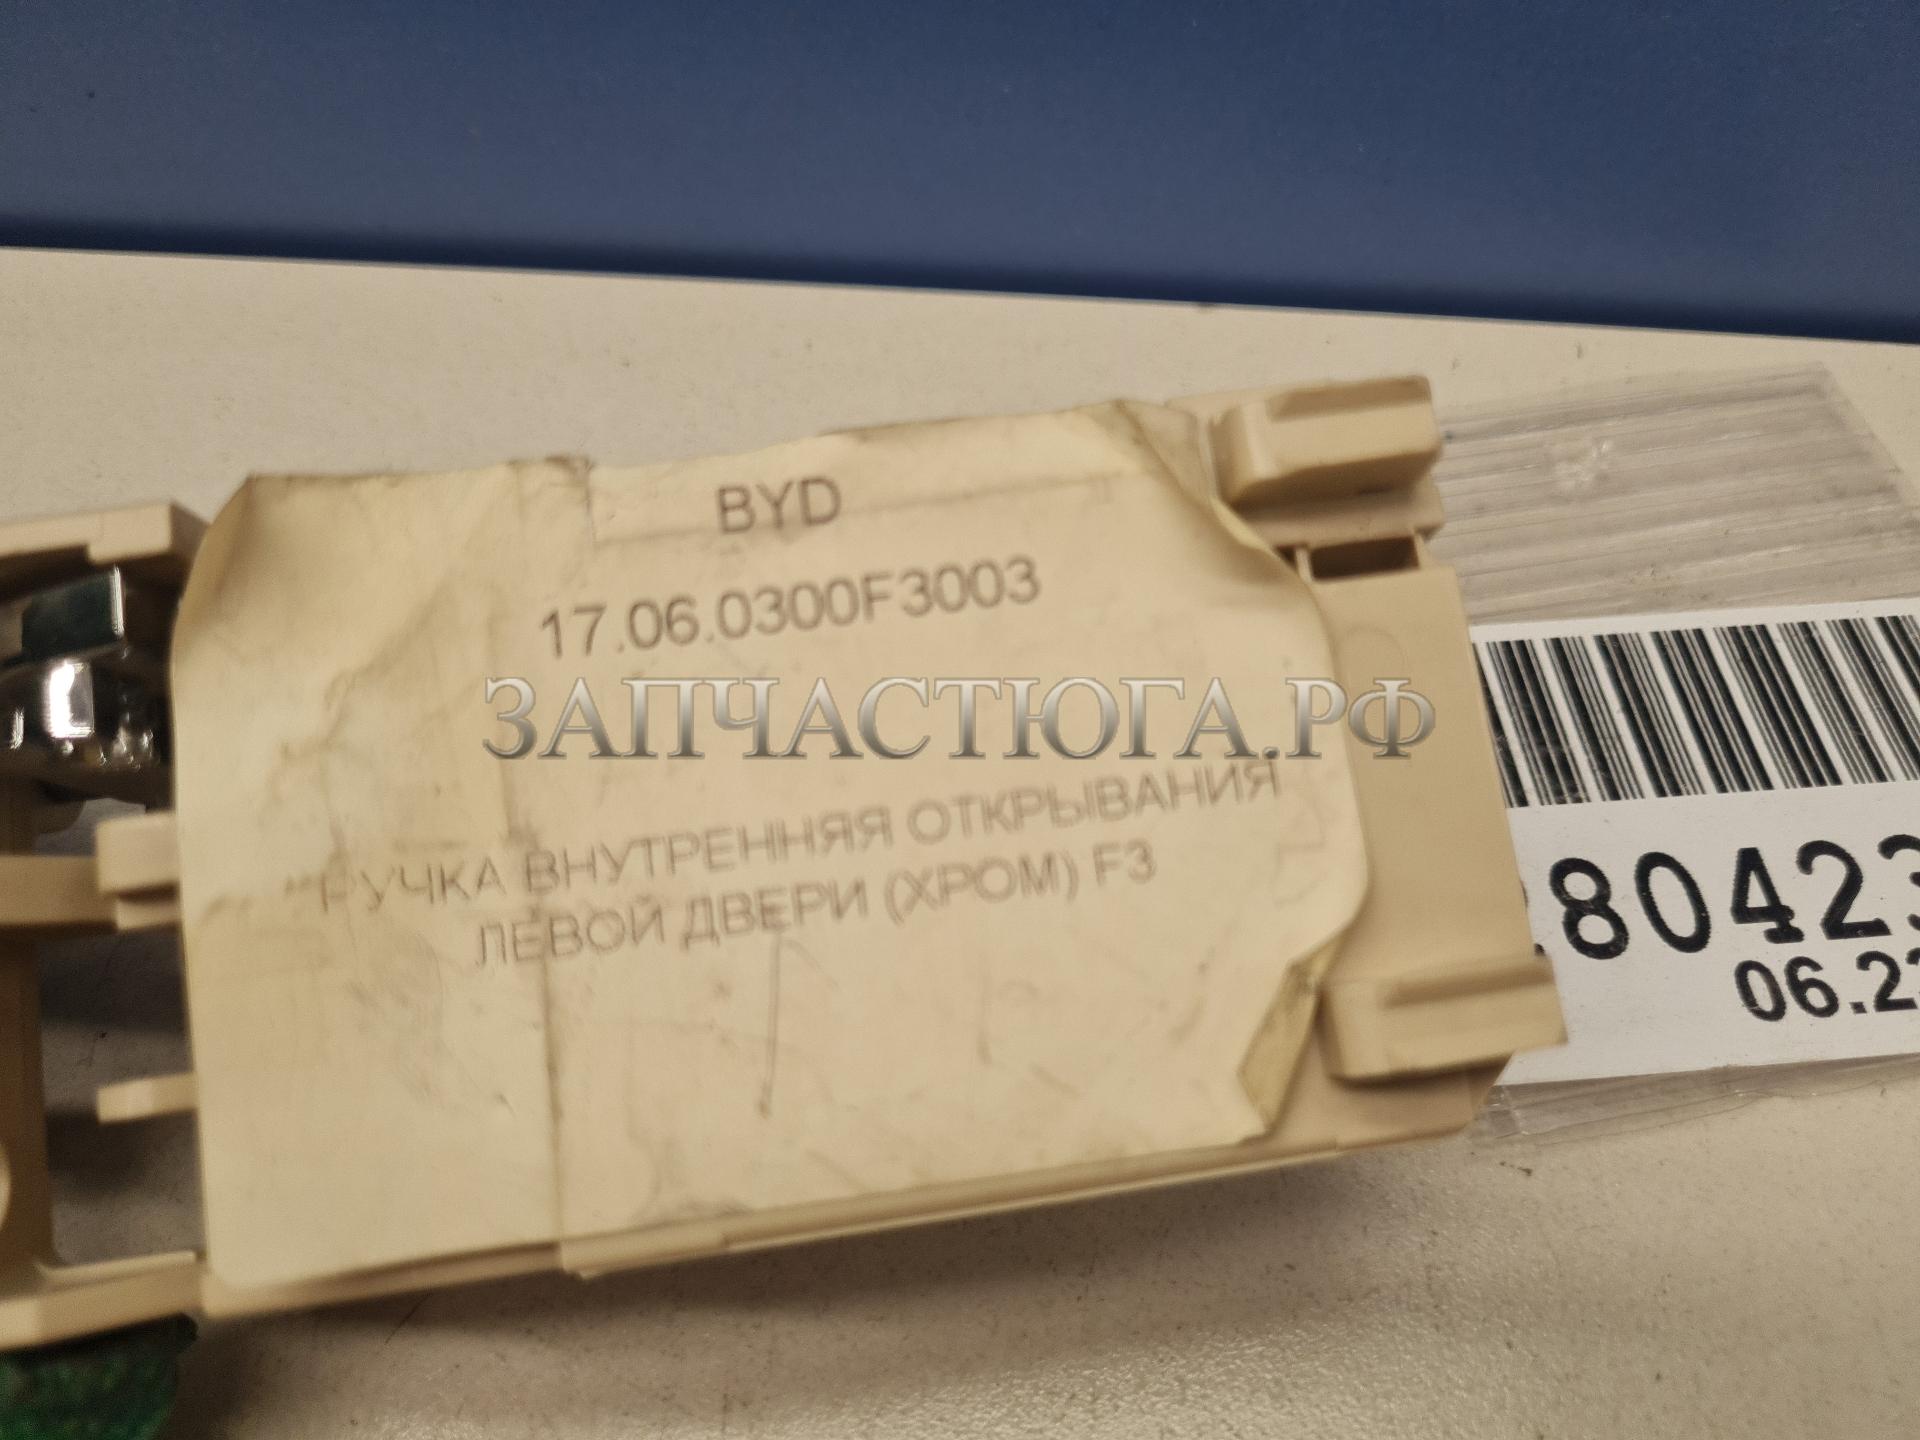 BYD
17.06.0300F3003
ЗАПЧАСТЮГА.РФ
РУЧКА ВНУТРЕННЯЯ ОТКРЫВАНИЯ
ЛЕВОЙ ДВЕРИ (ХРОМ) F3
80423
06.2